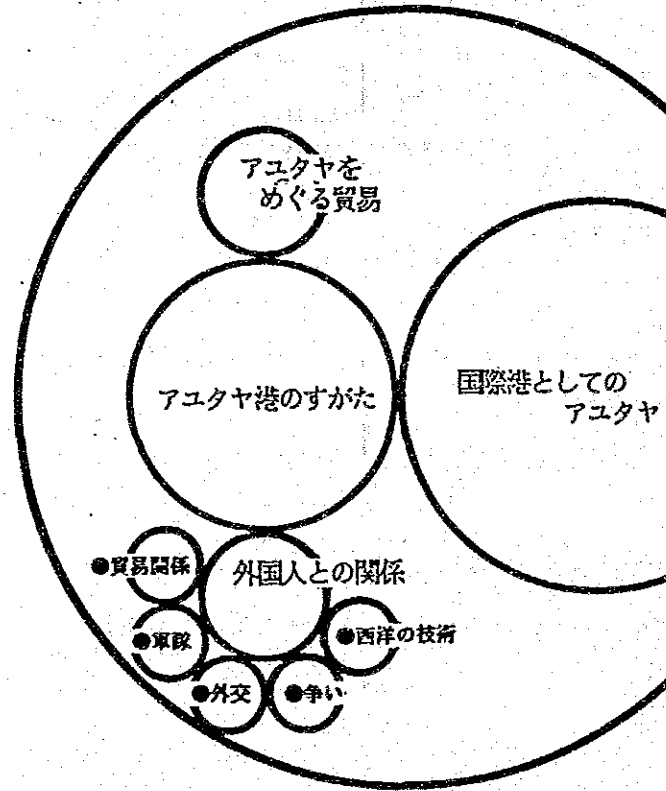 アユタヤを
めぐる貿易
アユタヤ港のすがた
国際港としての
アユタヤ
外国人との関係
●貿易関係
●軍隊
●外交
●争い
●西洋の技術